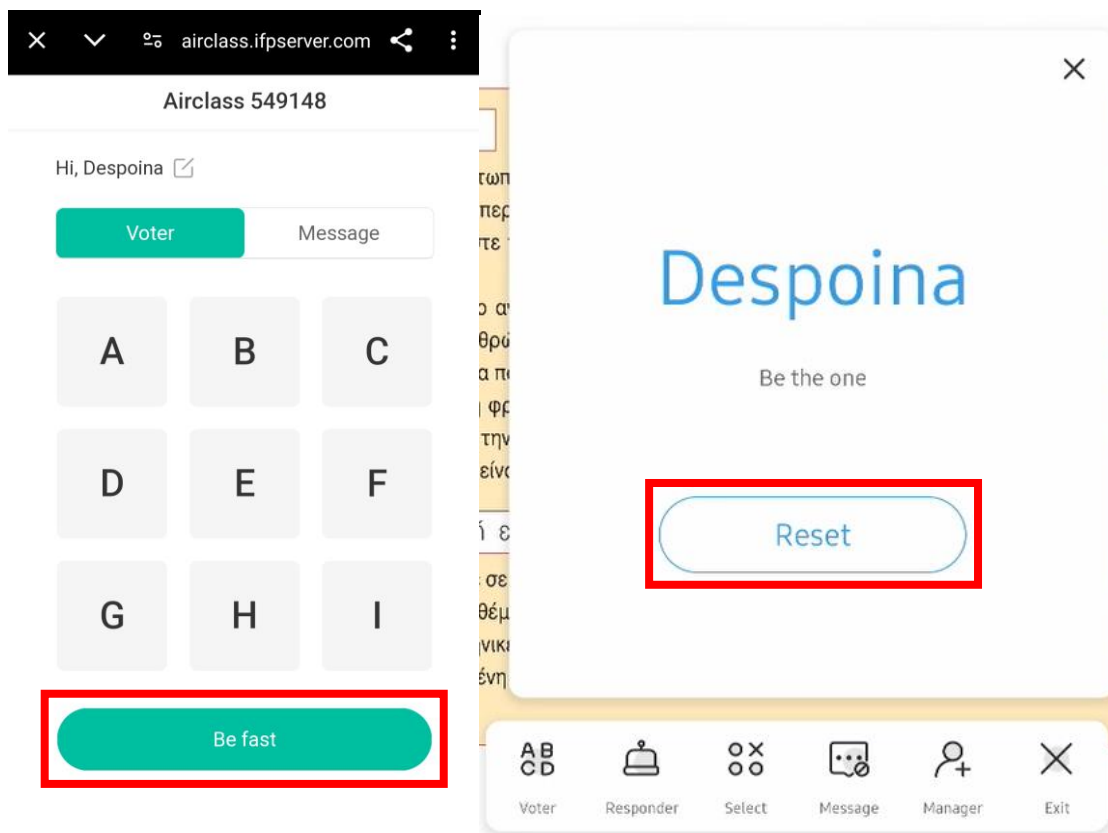 airclass.ifpserver.com
Airclass 549148
Hi, Despoina
Voter Message
A B C
D E F
G H I
Be fast
Despoina
Be the one
Reset
A B
C D
Voter Responder Select Message Manager Exit